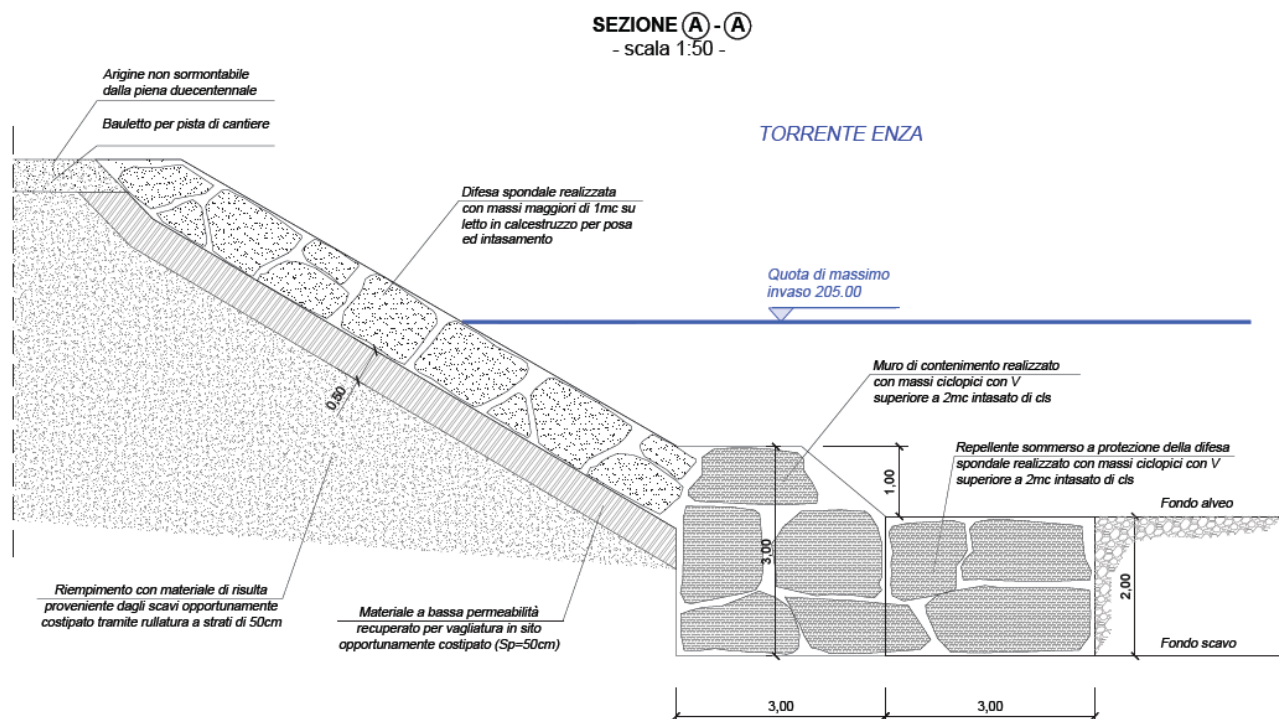 SEZIONE A - A
- scala 1:50 -
Arigine non sormontabile
dalla piena duecentennale
Bauletto per pista di cantiere
TORRENTE ENZA
Difesa spondale realizzata
con massi maggiori di 1mc su
letto in calcestruzzo per posa
ed intasamento
Quota di massimo
invaso 205.00
Muro di contenimento realizzato
con massi ciclopici con V
superiore a 2mc intasato di cls
0,50
Repellente sommerso a protezione della difesa
spondale realizzato con massi ciclopici con V
superiore a 2mc intasato di cls
1,00
Fondo alveo
3,00
2,00
Riempimento con materiale di risulta
proveniente dagli scavi opportunamente
costipato tramite rullatura a strati di 50cm
Materiale a bassa permeabilità
recuperato per vagliatura in sito
opportunamente costipato (Sp=50cm)
Fondo scavo
3,00
3,00